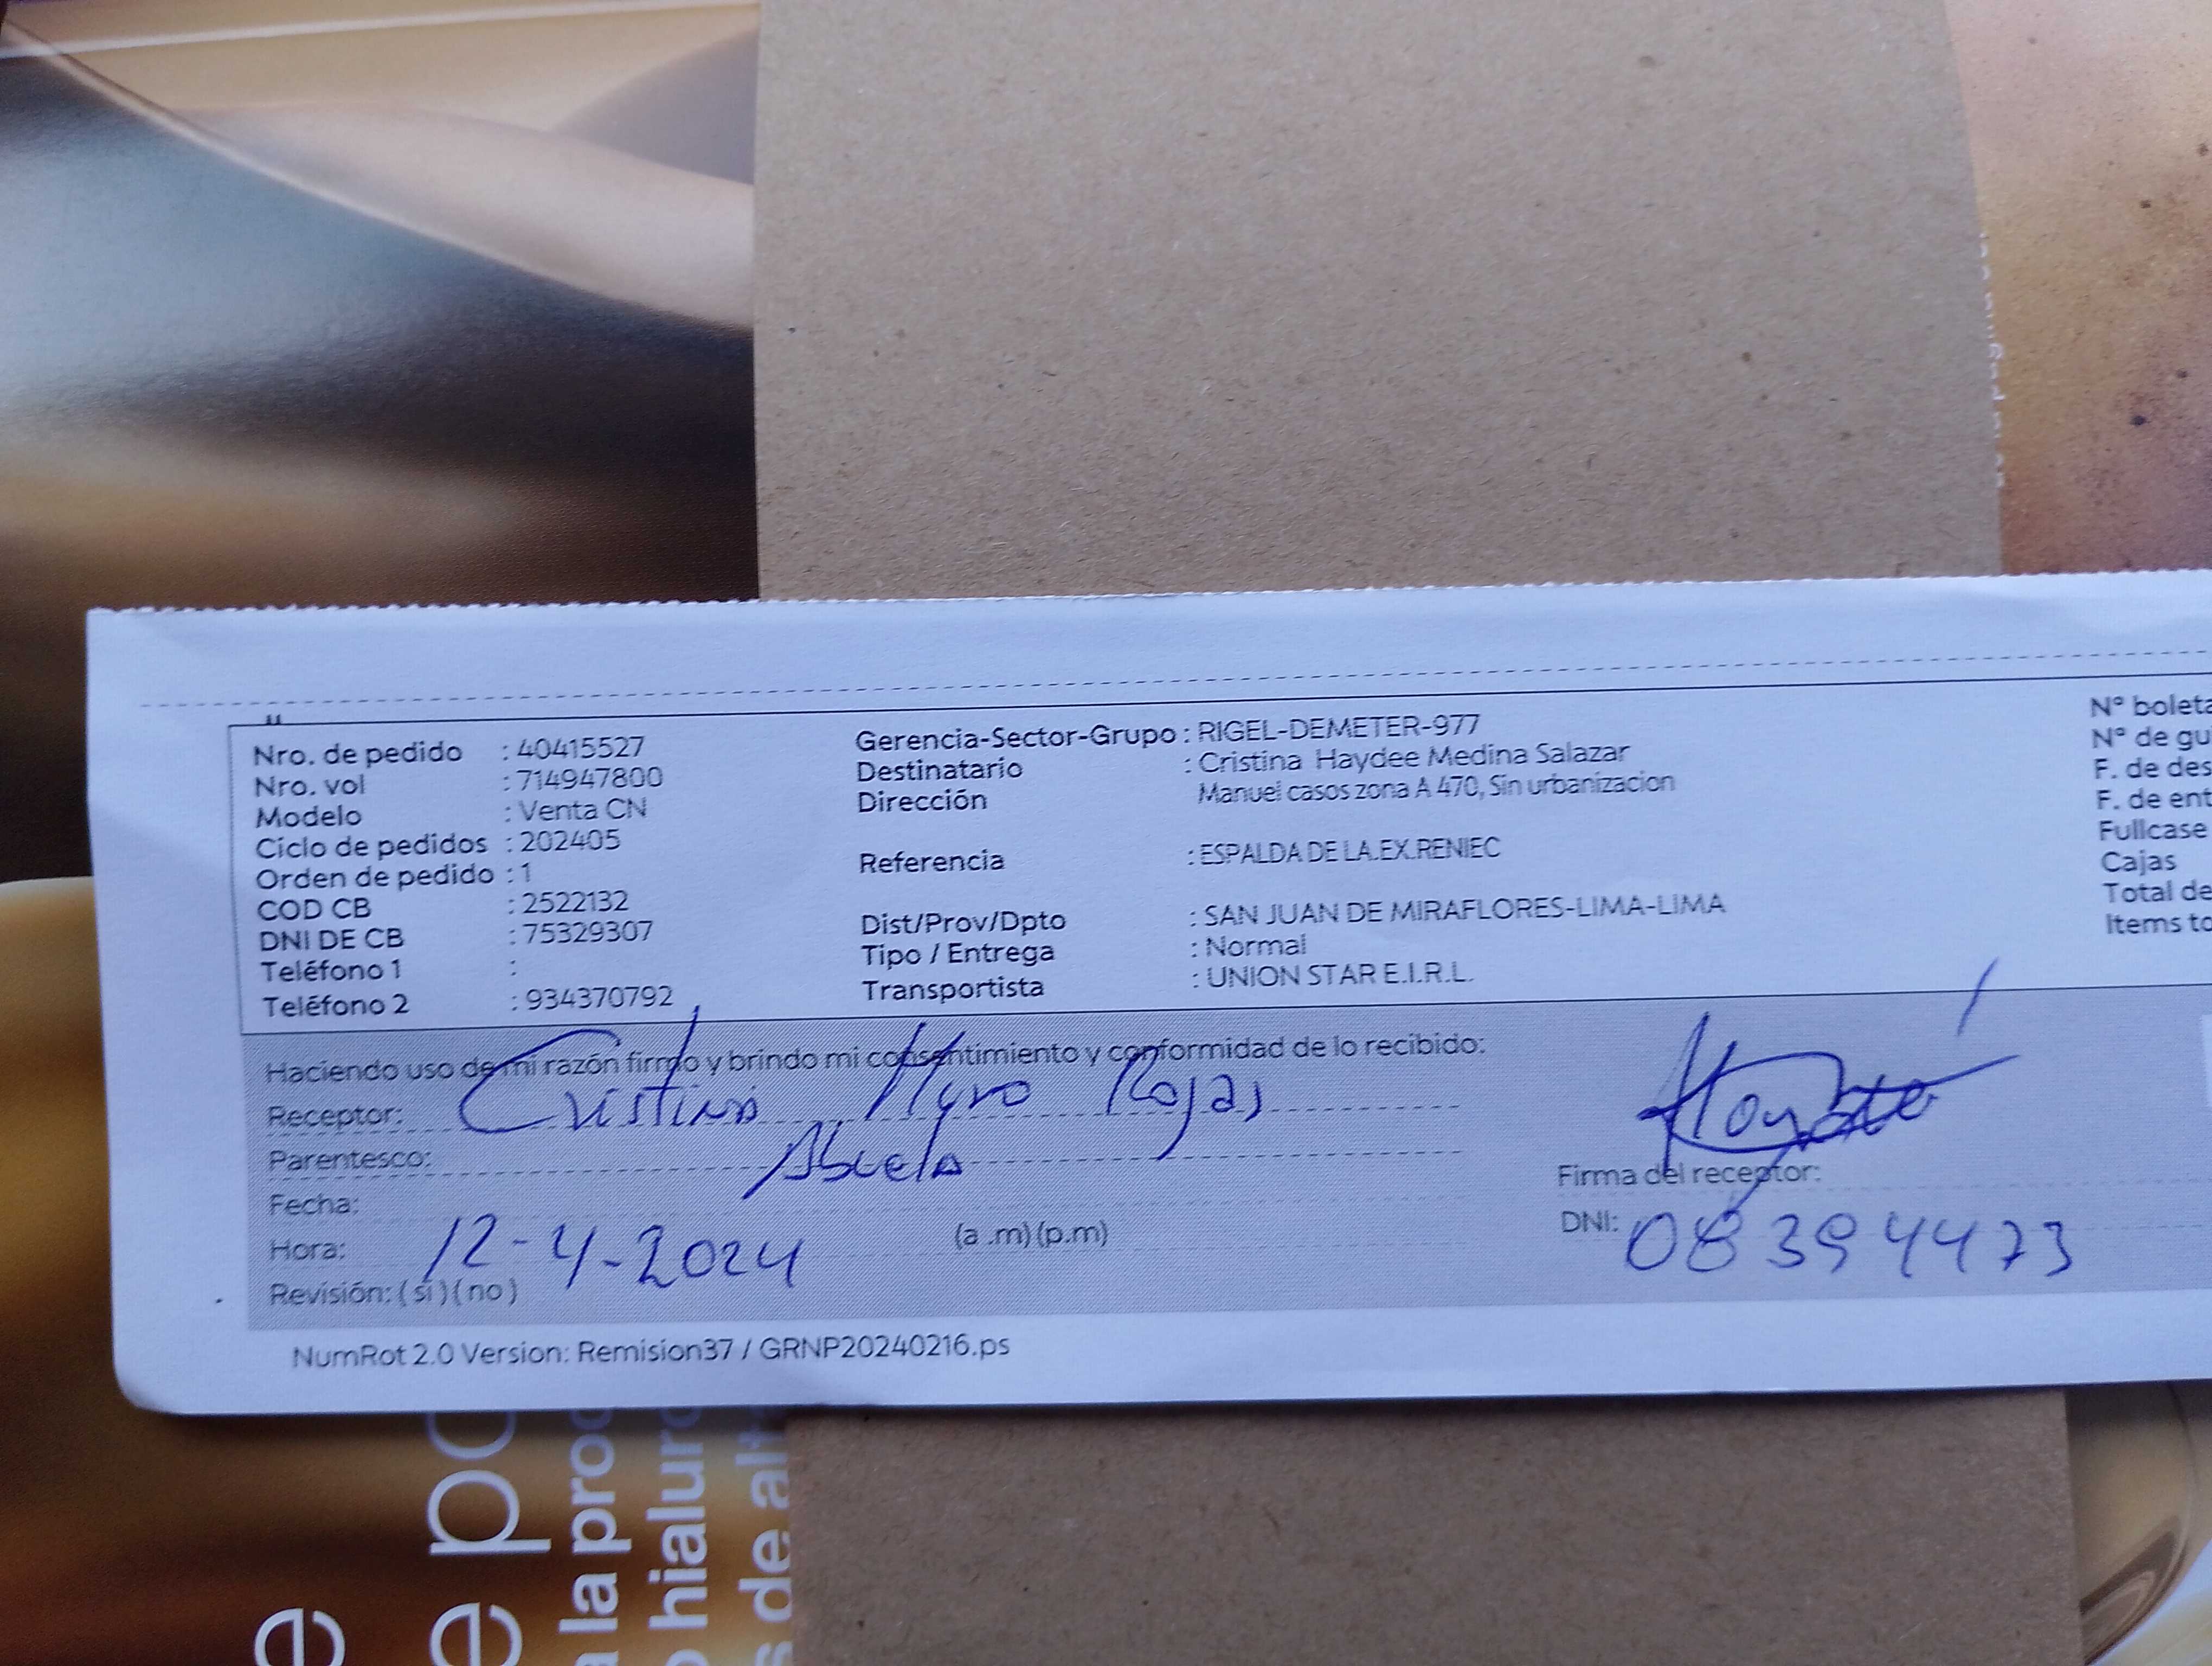 Nro. de pedido : 40415527
Nro. vol : 714947800
Modelo : Venta CN
Ciclo de pedidos : 202405
Orden de pedido : 1
COD CB : 2522132
DNI DE CB : 75329307
Teléfono 1 :
Teléfono 2 : 934370792
Gerencia-Sector-Grupo : RIGEL-DEMETER-977
Destinatario : Cristina Haydee Medina Salazar
Dirección Manuel casos zona A 470, Sin urbanizacion
Referencia : ESPALDA DE LA.EX.RENIEC
Dist/Prov/Dpto : SAN JUAN DE MIRAFLORES-LIMA-LIMA
Tipo / Entrega : Normal
Transportista : UNION STAR E.I.R.L.
Nº boleta
Nº de gu
F. de des
F. de ent
Fullcase
Cajas
Total de
Items to
Haciendo uso de mi razón firmo y brindo mi consentimiento y conformidad de lo recibido:
Receptor: Cristina Rojas
Parentesco: Abuela
Fecha:
Hora: 12-4-2024 (a .m)(p.m)
Revisión: ( si )( no )
Firma del receptor:
DNI: 08394473
NumRot 2.0 Version: Remision37 / GRNP20240216.ps
e
e po
a la prod
o hialuro
s de alt